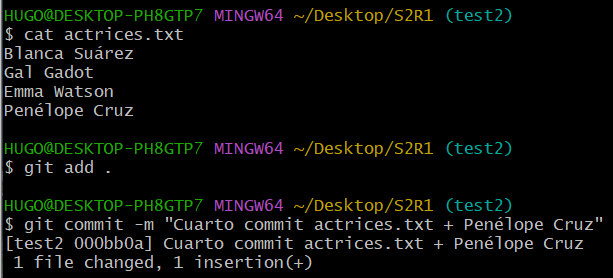 HUGO@DESKTOP-PH8GTP7 MINGW64 ~/Desktop/S2R1 (test2)
$ cat actrices.txt
Blanca Suárez
Gal Gadot
Emma Watson
Penélope Cruz
HUGO@DESKTOP-PH8GTP7 MINGW64 ~/Desktop/S2R1 (test2)
$ git add .
HUGO@DESKTOP-PH8GTP7 MINGW64 ~/Desktop/S2R1 (test2)
$ git commit -m "Cuarto commit actrices.txt + Penélope Cruz"
[test2 000bb0a] Cuarto commit actrices.txt + Penélope Cruz
 1 file changed, 1 insertion(+)